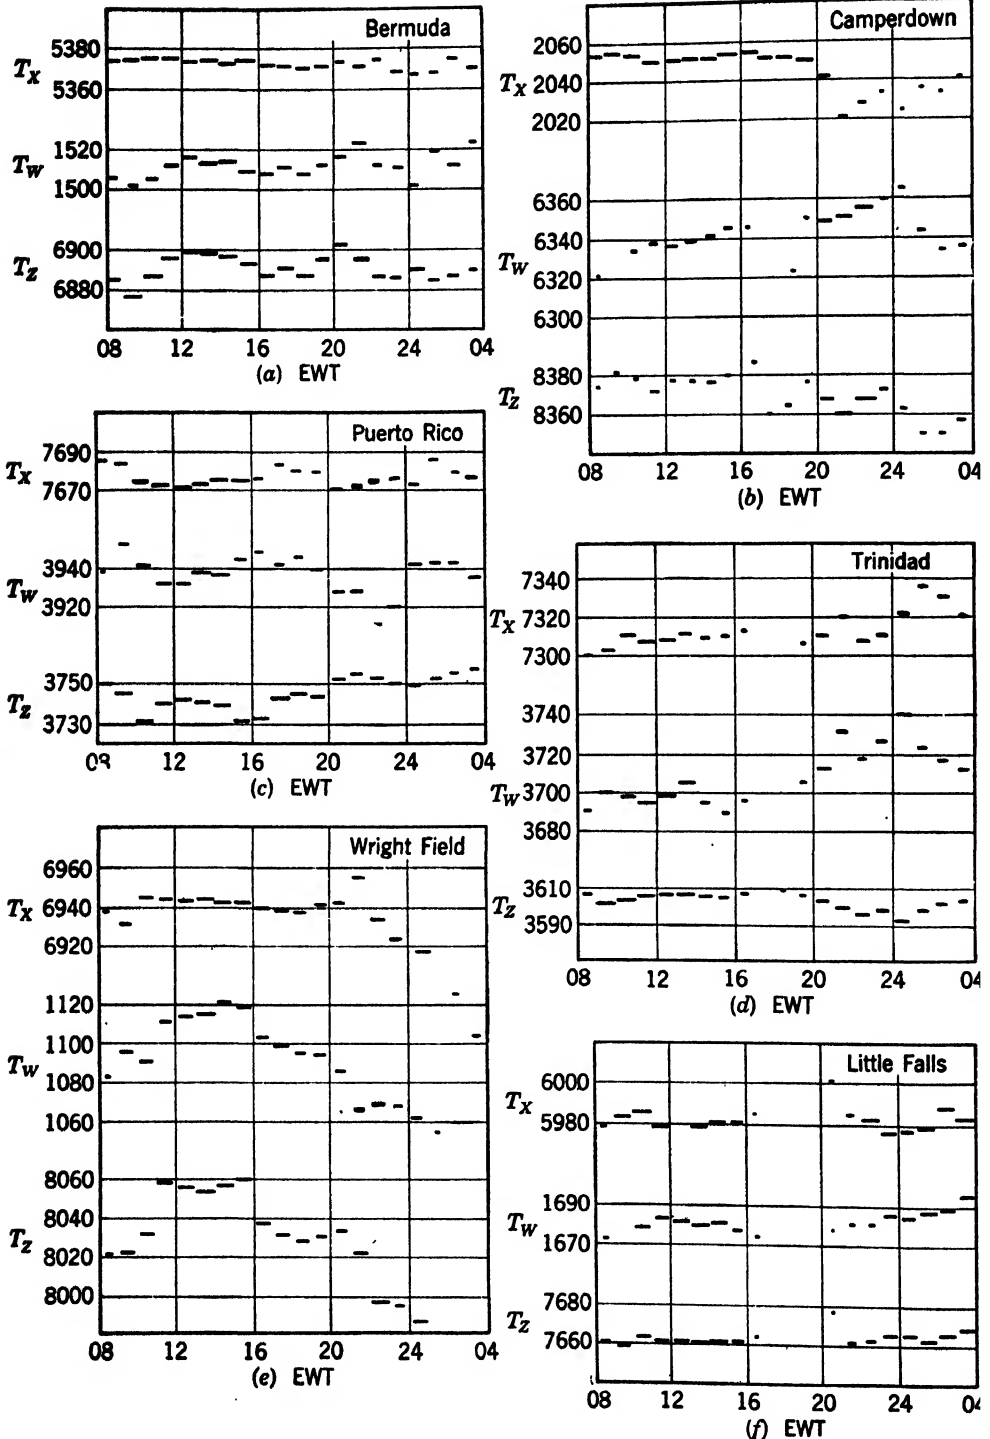 Bermuda
5380
T_X
5360
1520
T_W
1500
6900
T_Z
6880
08 12 16 20 24 04
(a) EWT
Camperdown
2060
T_X 2040
2020
6360
6340
T_W
6320
6300
8380
T_Z
8360
08 12 16 20 24 04
(b) EWT
Puerto Rico
7690
T_X
7670
3940
T_W
3920
3750
T_Z
3730
08 12 16 20 24 04
(c) EWT
Trinidad
7340
T_X 7320
7300
3740
3720
T_W 3700
3680
3610
T_Z
3590
08 12 16 20 24 04
(d) EWT
Wright Field
6960
T_X 6940
6920
1120
1100
T_W
1080
1060
8060
8040
T_Z
8020
8000
08 12 16 20 24 04
(e) EWT
Little Falls
6000
T_X
5980
1690
T_W
1670
7680
T_Z
7660
08 12 16 20 24 04
(f) EWT